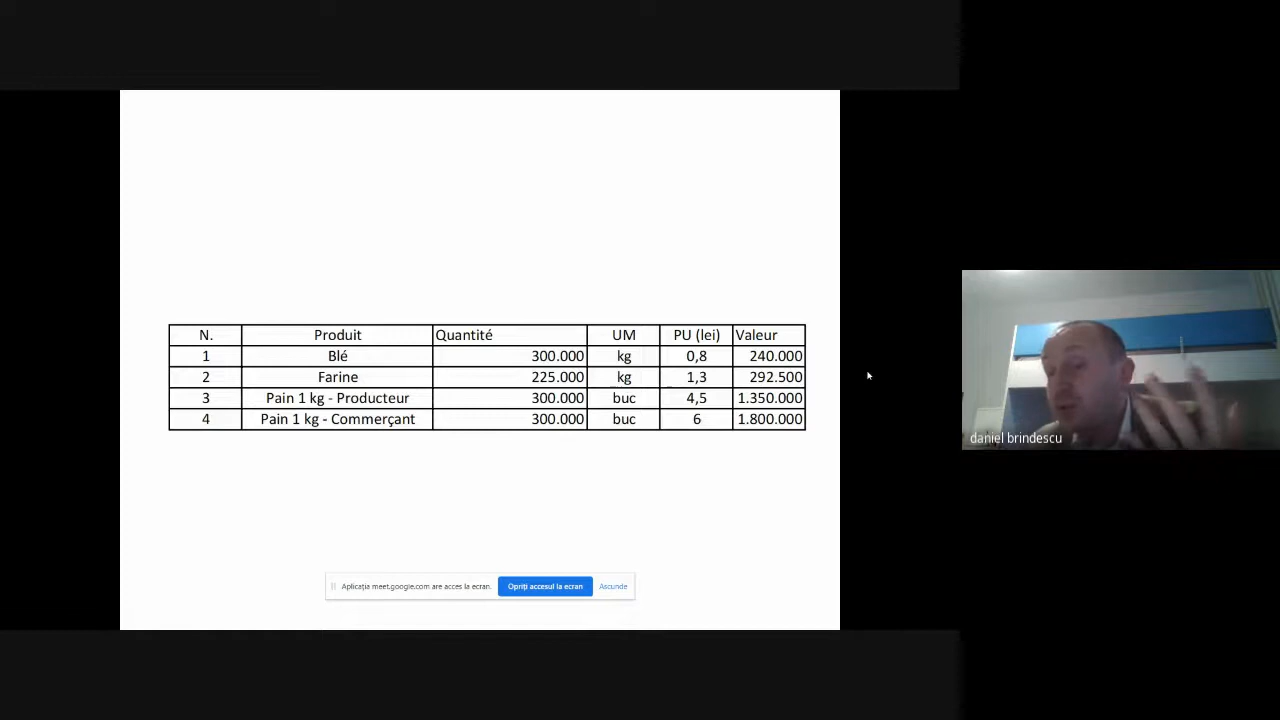 N. Produit Quantité UM PU (lei) Valeur
1 Blé 300.000 kg 0,8 240.000
2 Farine 225.000 kg 1,3 292.500
3 Pain 1 kg - Producteur 300.000 buc 4,5 1.350.000
4 Pain 1 kg - Commerçant 300.000 buc 6 1.800.000
daniel brindescu
Aplicația meet.google.com are acces la ecran. Opriți accesul la ecran Ascunde